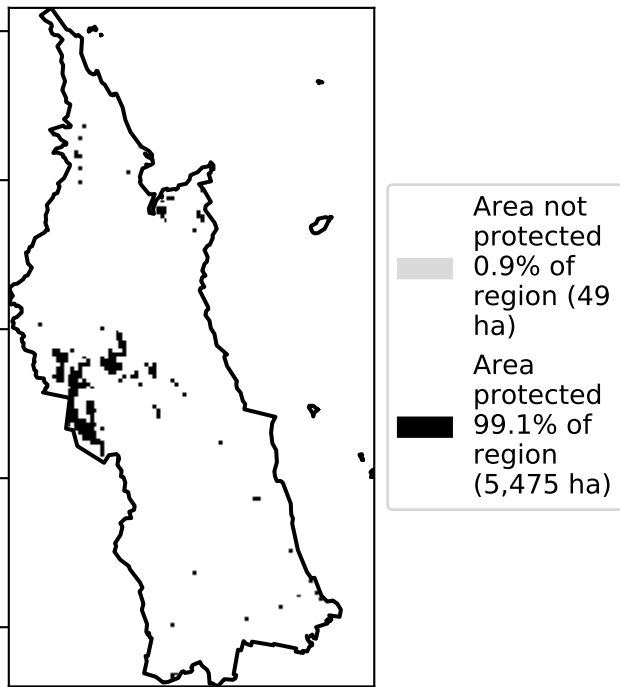 Area not
protected
0.9% of
region (49
ha)
Area
protected
99.1% of
region
(5,475 ha)